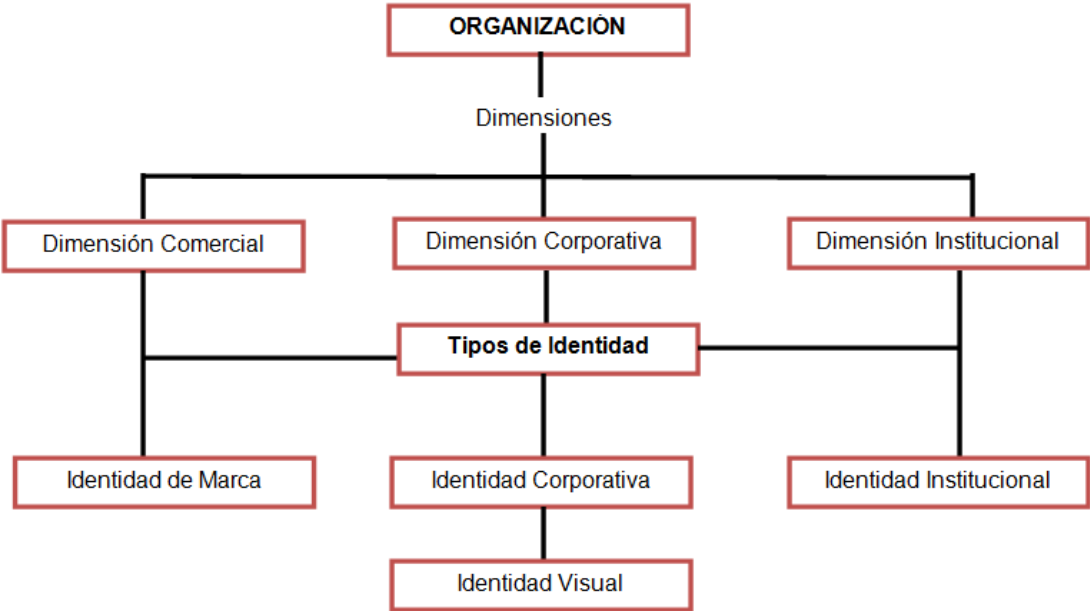 ORGANIZACIÓN
Dimensiones
Dimensión Comercial
Dimensión Corporativa
Dimensión Institucional
Tipos de Identidad
Identidad de Marca
Identidad Corporativa
Identidad Institucional
Identidad Visual